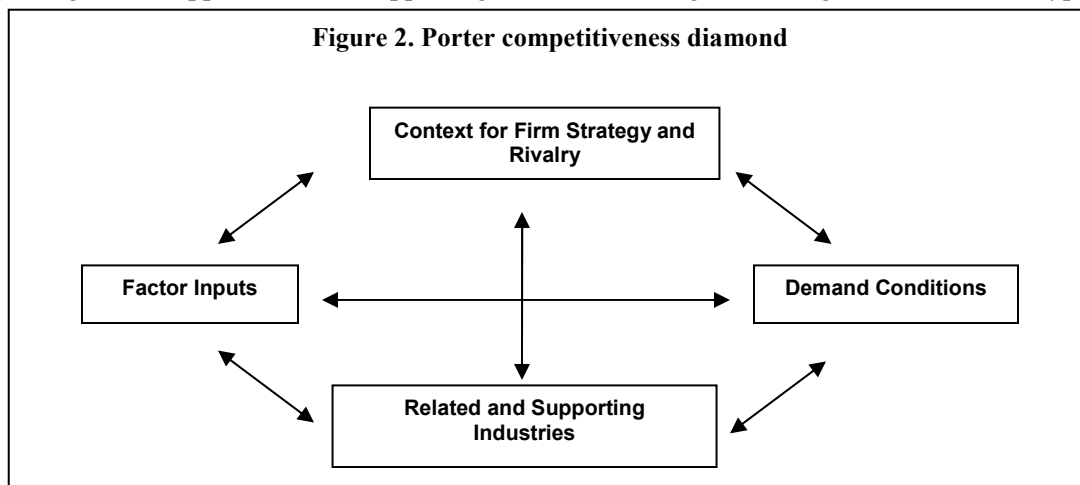 Figure 2. Porter competitiveness diamond
Context for Firm Strategy and
Rivalry
Factor Inputs
Demand Conditions
Related and Supporting
Industries